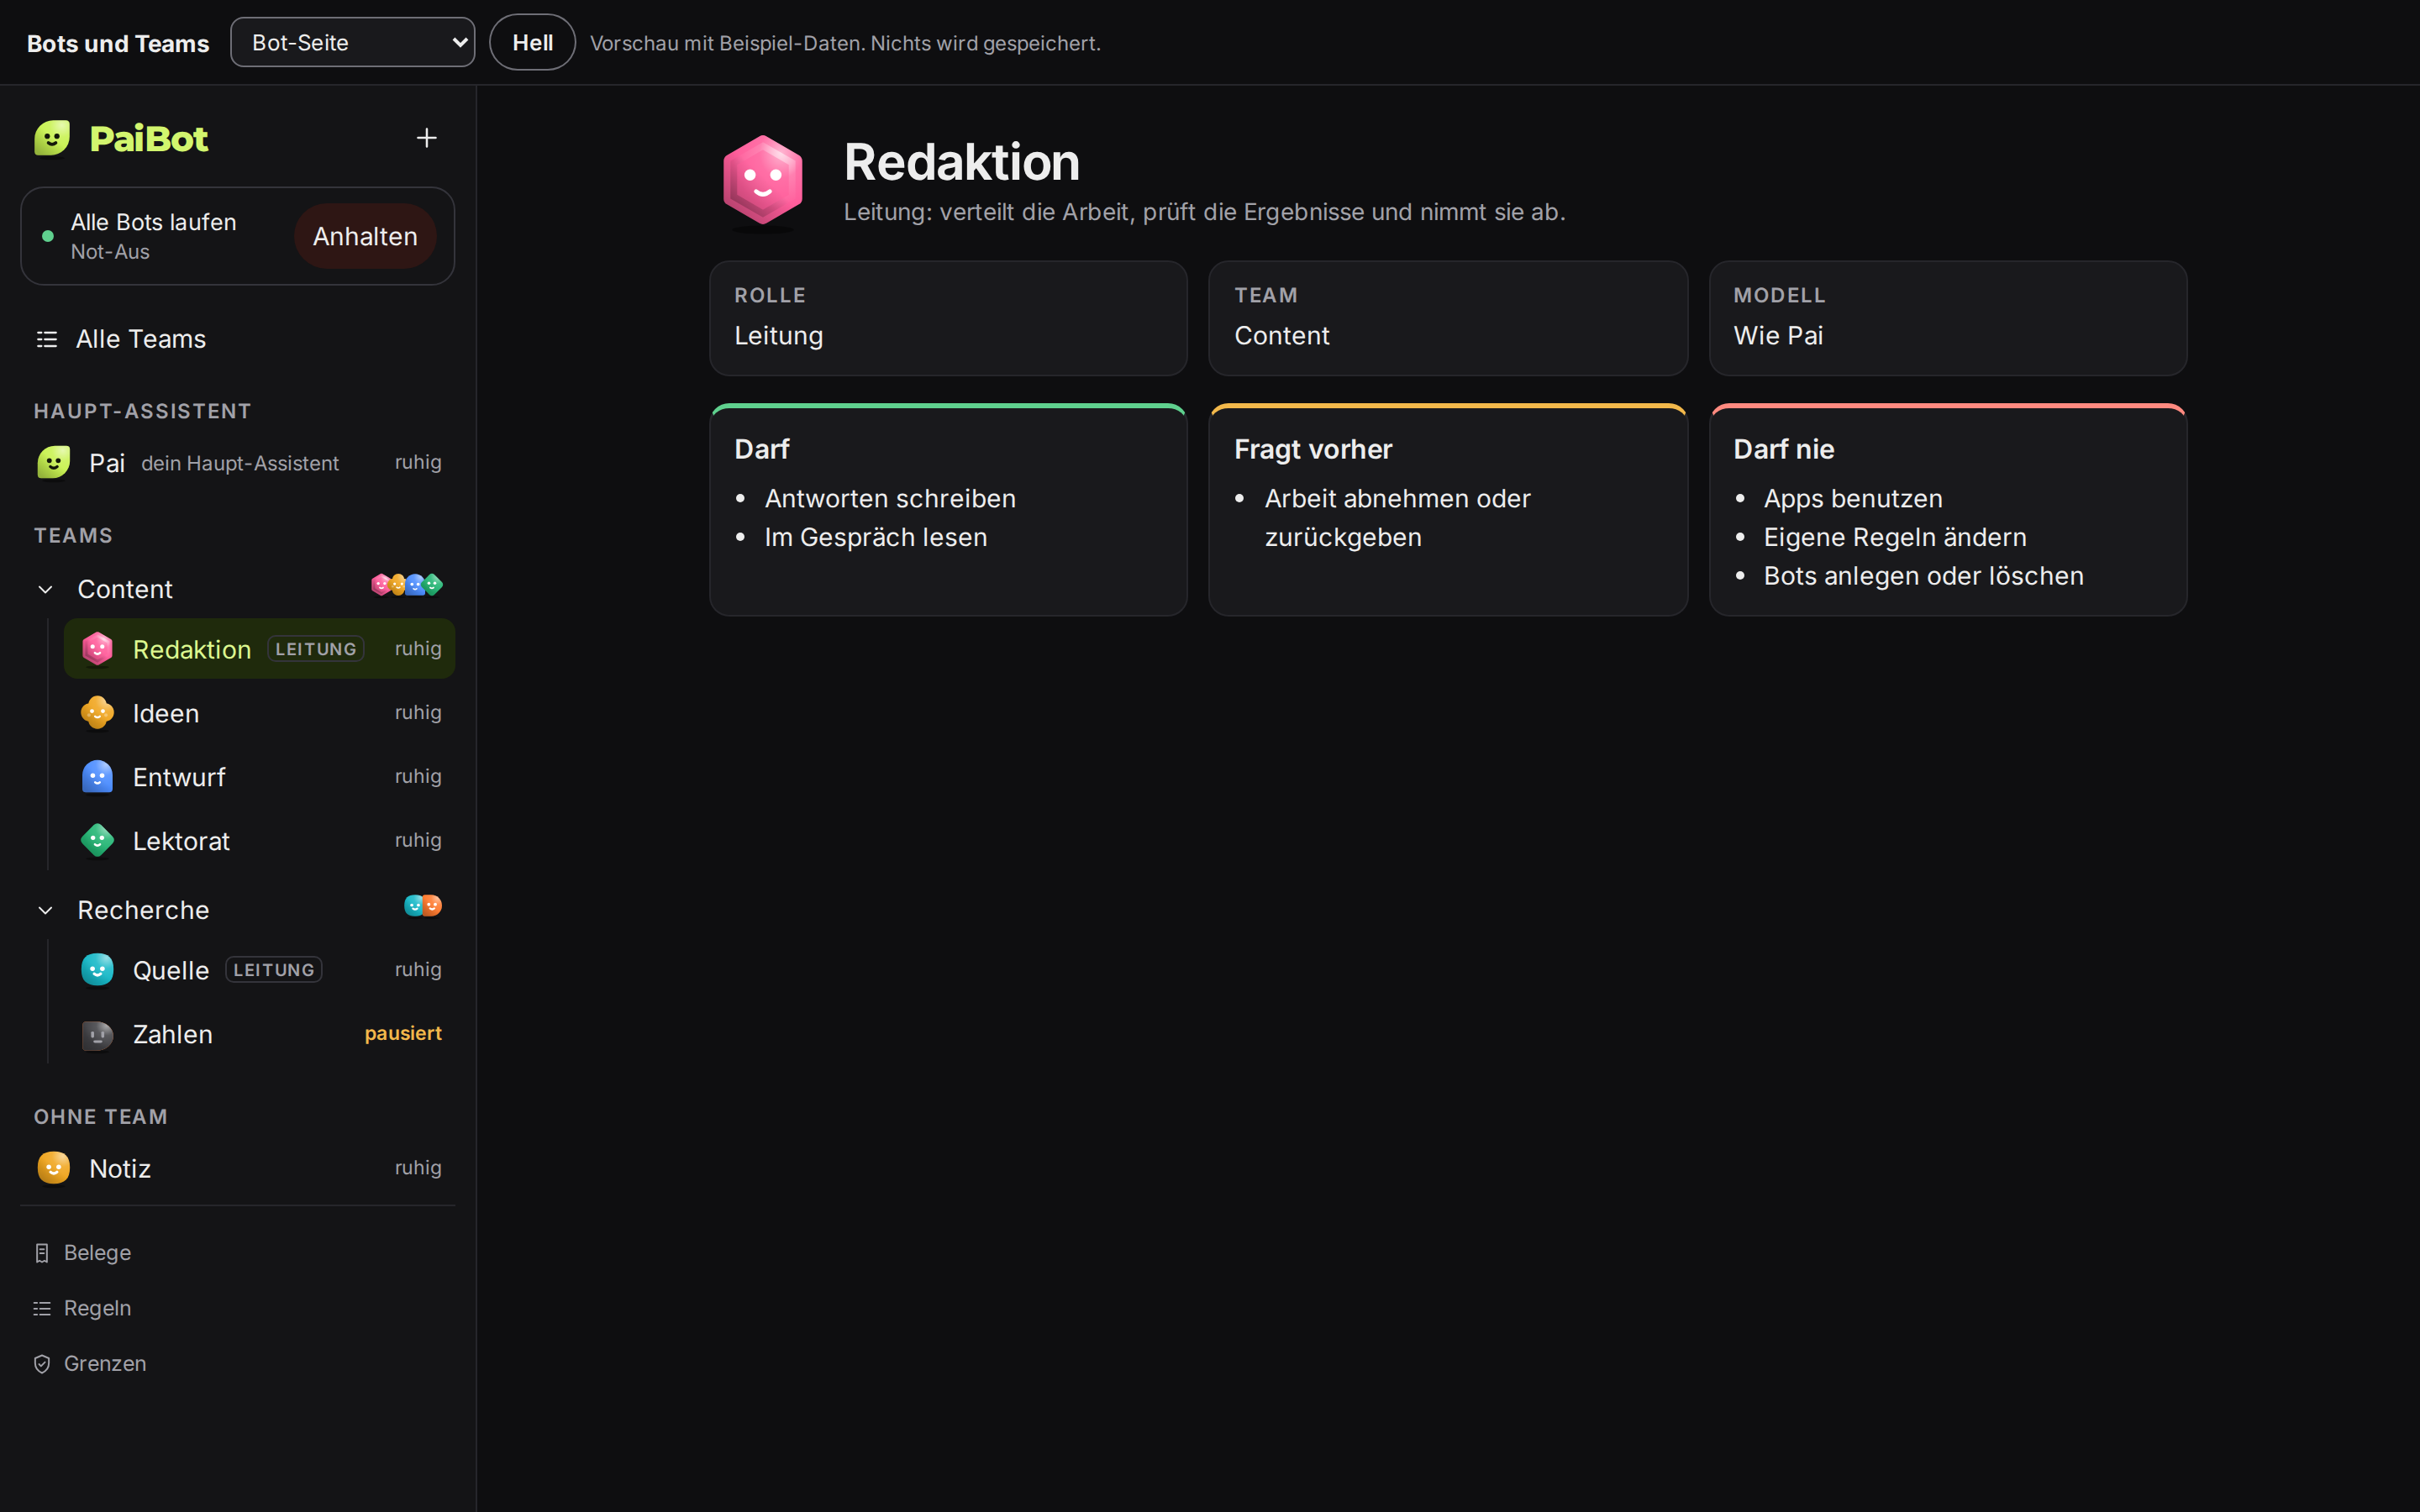 Bots und Teams
Bot-Seite
Hell
Vorschau mit Beispiel-Daten. Nichts wird gespeichert.
PaiBot
Alle Bots laufen
Not-Aus
Anhalten
Alle Teams
HAUPT-ASSISTENT
Pai dein Haupt-Assistent ruhig
TEAMS
Content
Redaktion LEITUNG ruhig
Ideen ruhig
Entwurf ruhig
Lektorat ruhig
Recherche
Quelle LEITUNG ruhig
Zahlen pausiert
OHNE TEAM
Notiz ruhig
Belege
Regeln
Grenzen
Redaktion
Leitung: verteilt die Arbeit, prüft die Ergebnisse und nimmt sie ab.
ROLLE
Leitung
TEAM
Content
MODELL
Wie Pai
Darf
• Antworten schreiben
• Im Gespräch lesen
Fragt vorher
• Arbeit abnehmen oder
zurückgeben
Darf nie
• Apps benutzen
• Eigene Regeln ändern
• Bots anlegen oder löschen